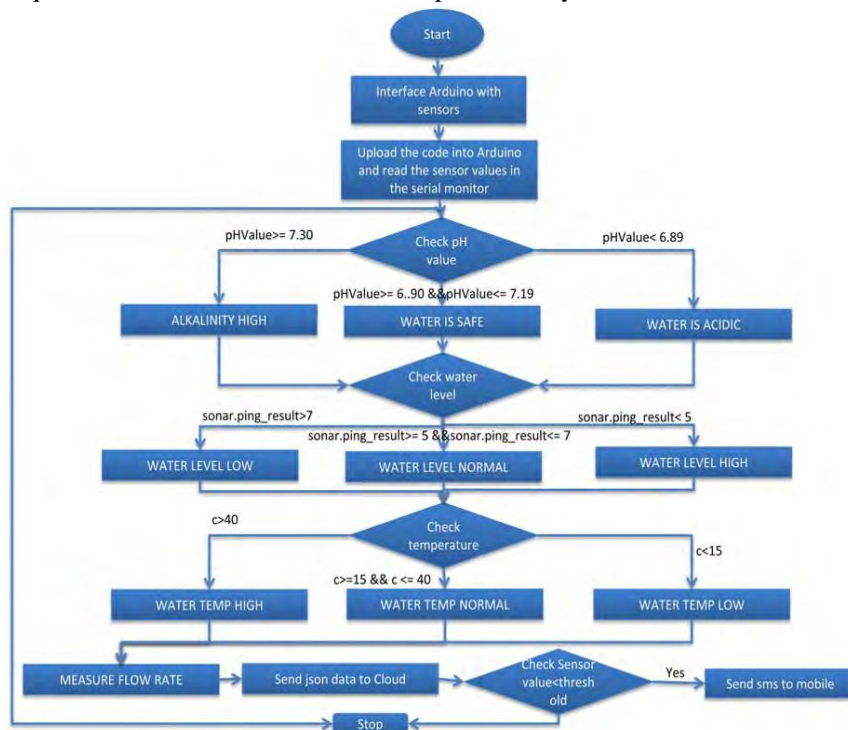 Start
Interface Arduino with
sensors
Upload the code into Arduino
and read the sensor values in
the serial monitor
pHValue>= 7.30
Check pH
value
pHValue< 6.89
pHValue>= 6..90 &&pHValue<= 7.19
ALKALINITY HIGH
WATER IS SAFE
WATER IS ACIDIC
Check water
level
sonar.ping_result>7
sonar.ping_result< 5
sonar.ping_result>= 5 &&sonar.ping_result<= 7
WATER LEVEL LOW
WATER LEVEL NORMAL
WATER LEVEL HIGH
c>40
Check
temperature
c<15
c>=15 && c <= 40
WATER TEMP HIGH
WATER TEMP NORMAL
WATER TEMP LOW
MEASURE FLOW RATE
Send json data to Cloud
Check Sensor
value<thresh
old
Yes
Send sms to mobile
Stop